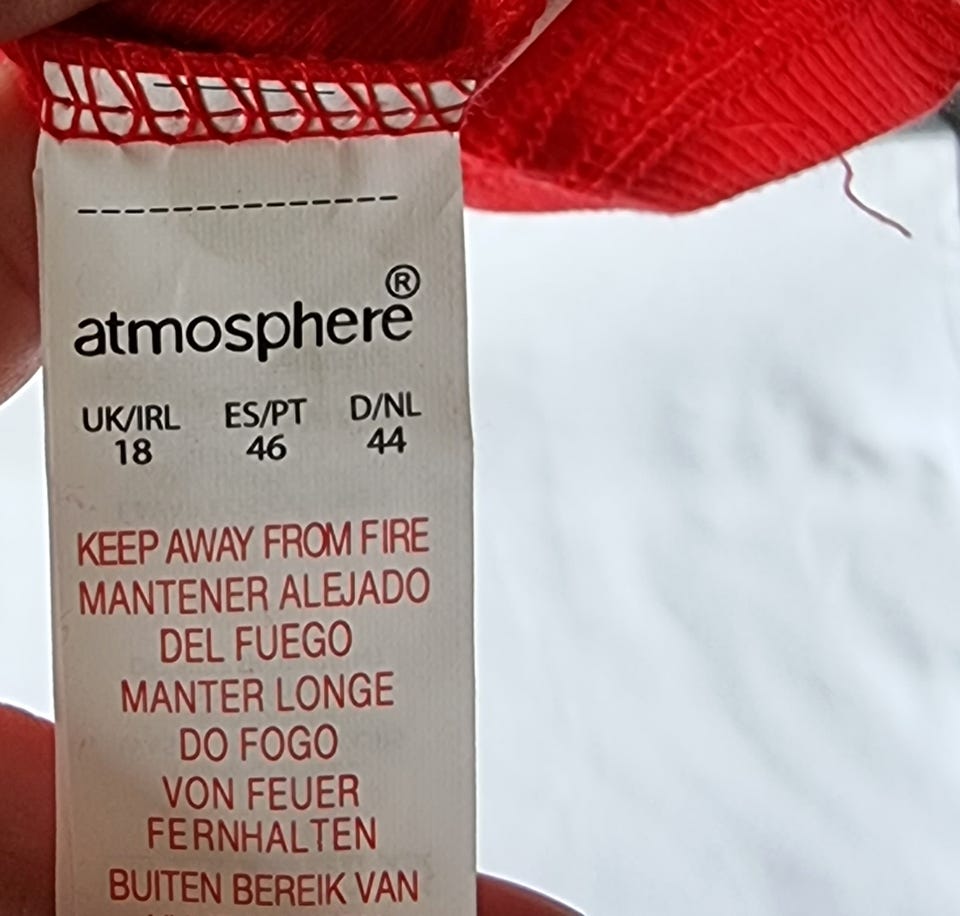 atmosphere®
UK/IRL ES/PT D/NL
18 46 44
KEEP AWAY FROM FIRE
MANTENER ALEJADO
DEL FUEGO
MANTER LONGE
DO FOGO
VON FEUER
FERNHALTEN
BUITEN BEREIK VAN